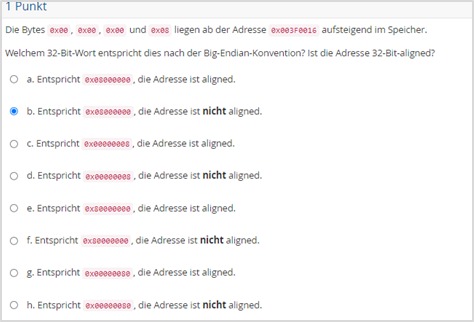 1 Punkt
Die Bytes 0x00 , 0x00 , 0x00 und 0x08 liegen ab der Adresse 0x003F0016 aufsteigend im Speicher.
Welchem 32-Bit-Wort entspricht dies nach der Big-Endian-Konvention? Ist die Adresse 32-Bit-aligned?
a. Entspricht 0x08000000 , die Adresse ist aligned.
b. Entspricht 0x08000000 , die Adresse ist nicht aligned.
c. Entspricht 0x00000008 , die Adresse ist aligned.
d. Entspricht 0x00000008 , die Adresse ist nicht aligned.
e. Entspricht 0x80000000 , die Adresse ist aligned.
f. Entspricht 0x80000000 , die Adresse ist nicht aligned.
g. Entspricht 0x00000080 , die Adresse ist aligned.
h. Entspricht 0x00000080 , die Adresse ist nicht aligned.